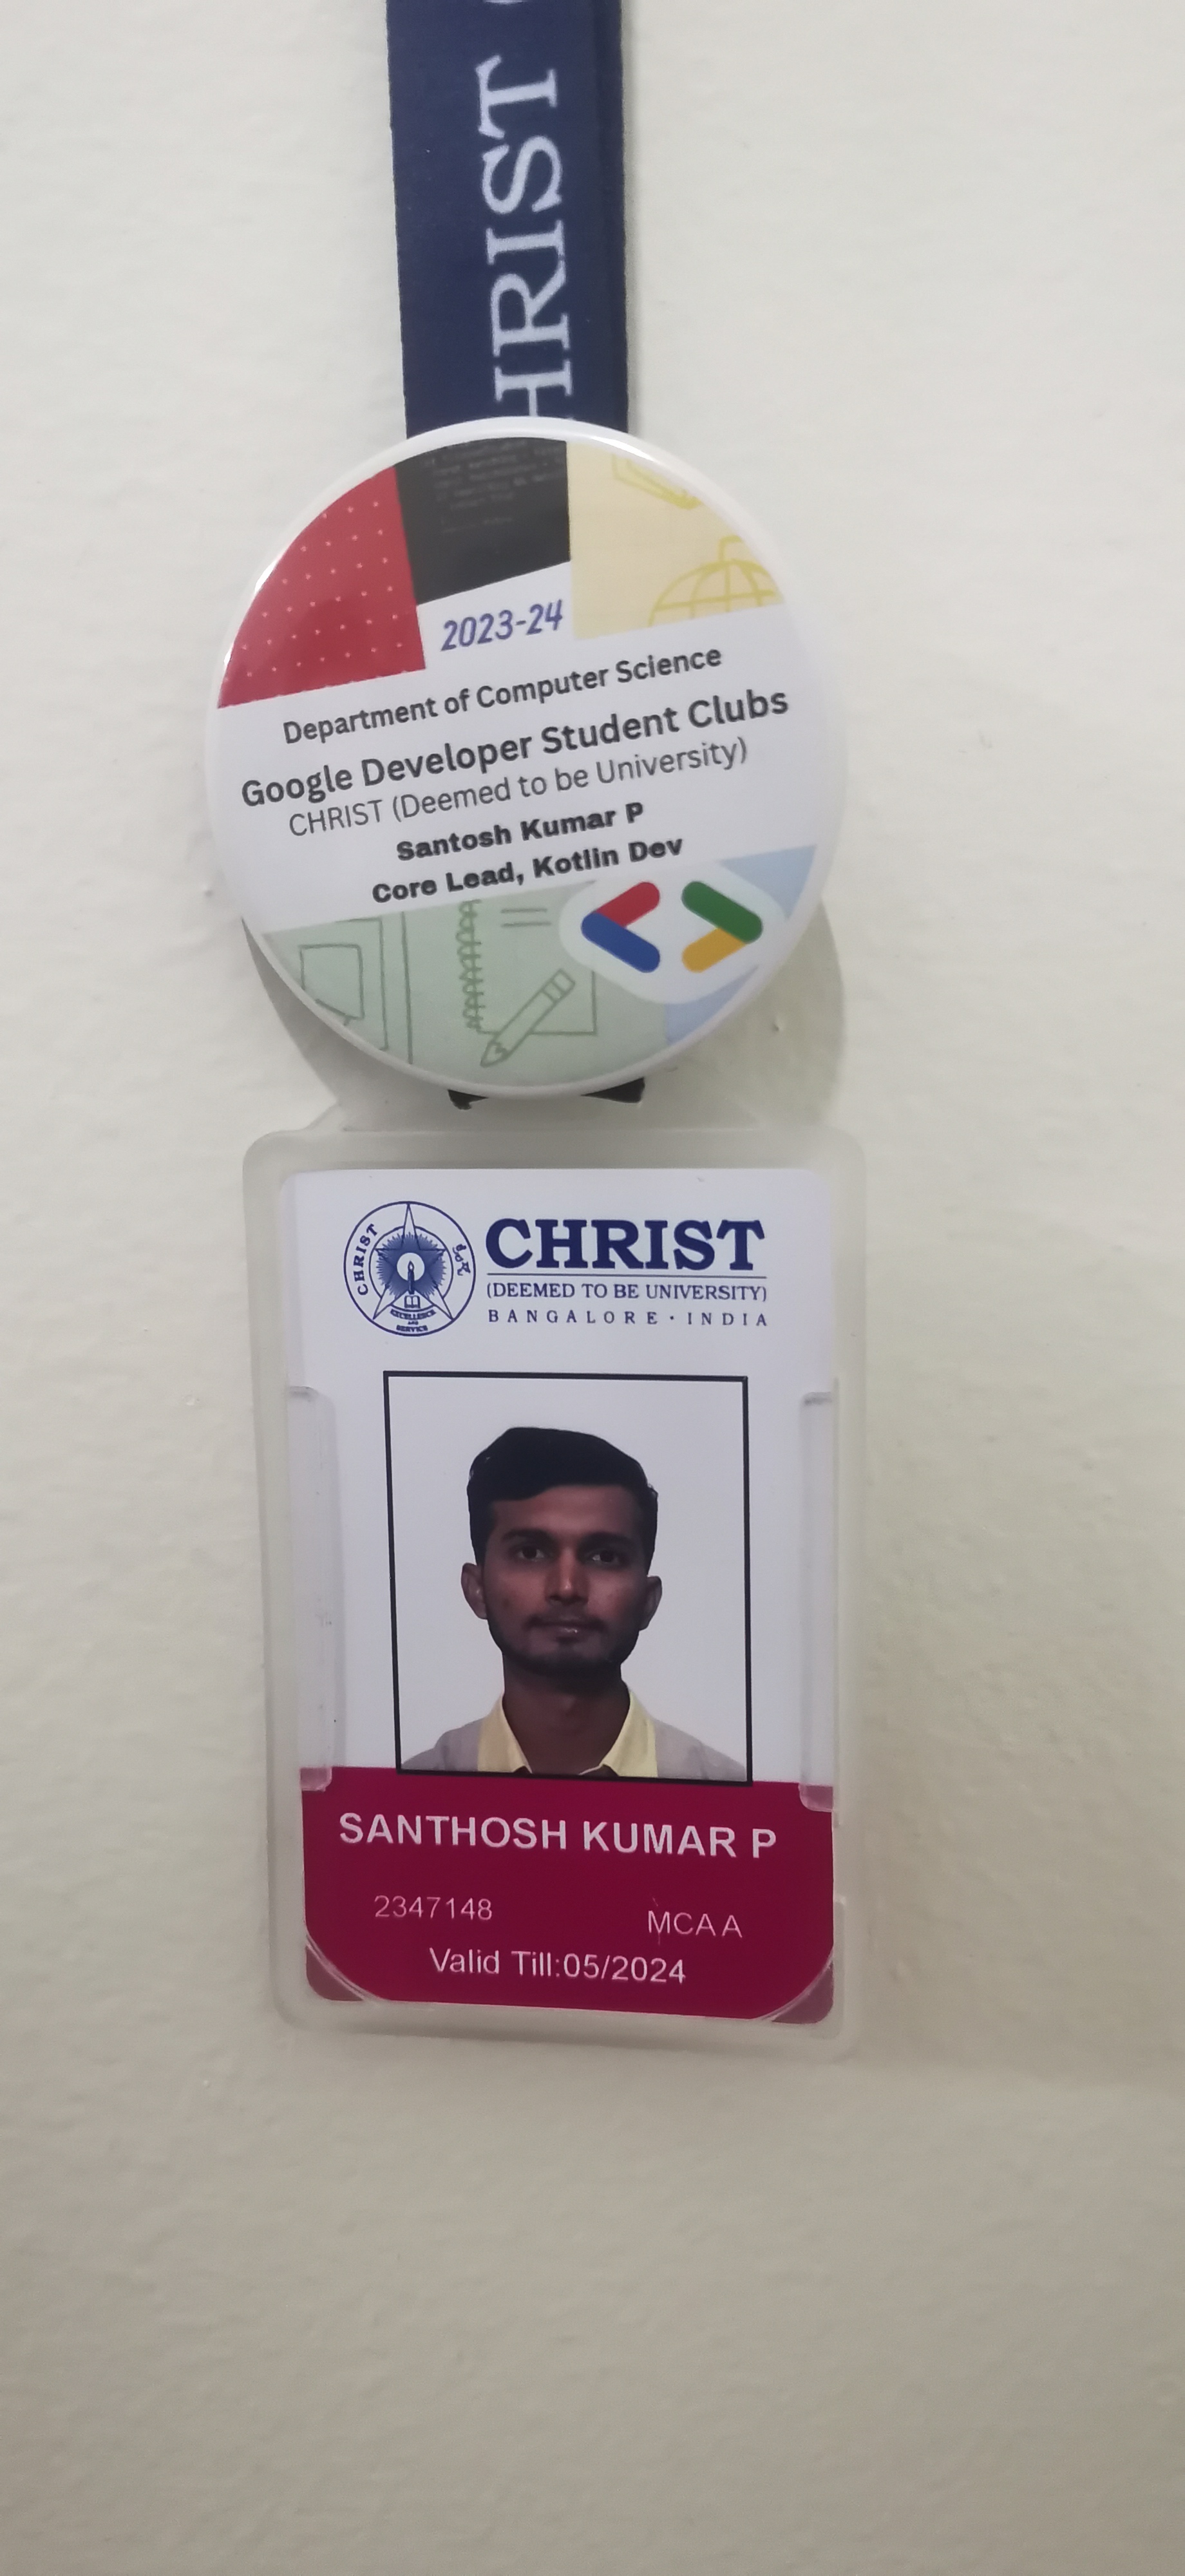 CHRIST (
2023-24
Department of Computer Science
Google Developer Student Clubs
CHRIST (Deemed to be University)
Santosh Kumar P
Core Lead, Kotlin Dev
CHRIST
EXCELLENCE
AND
SERVICE
CHRIST
(DEEMED TO BE UNIVERSITY)
BANGALORE · INDIA
SANTHOSH KUMAR P
2347148 MCA A
Valid Till:05/2024